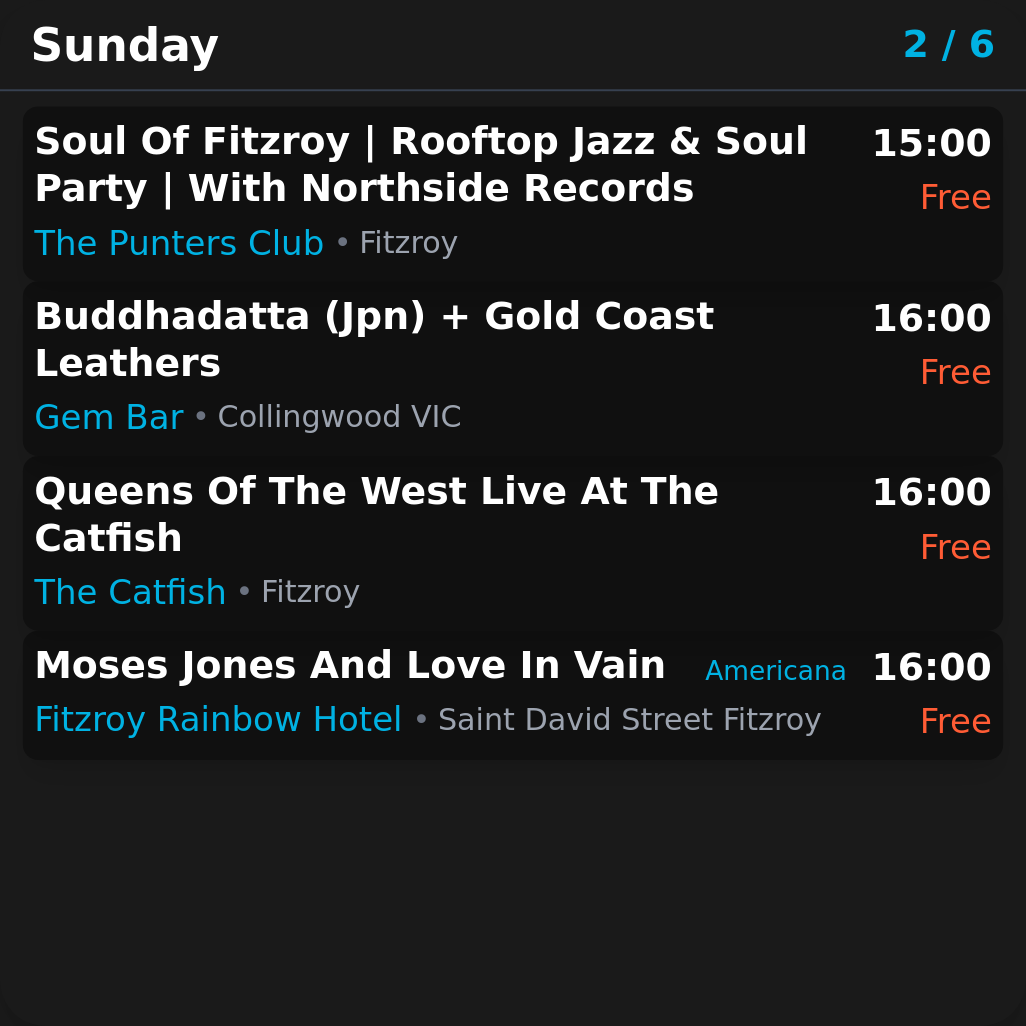 Sunday
2 / 6
Soul Of Fitzroy | Rooftop Jazz & Soul
Party | With Northside Records
15:00
Free
The Punters Club • Fitzroy
Buddhadatta (Jpn) + Gold Coast
Leathers
16:00
Free
Gem Bar • Collingwood VIC
Queens Of The West Live At The
Catfish
16:00
Free
The Catfish • Fitzroy
Moses Jones And Love In Vain
Americana
16:00
Fitzroy Rainbow Hotel • Saint David Street Fitzroy
Free